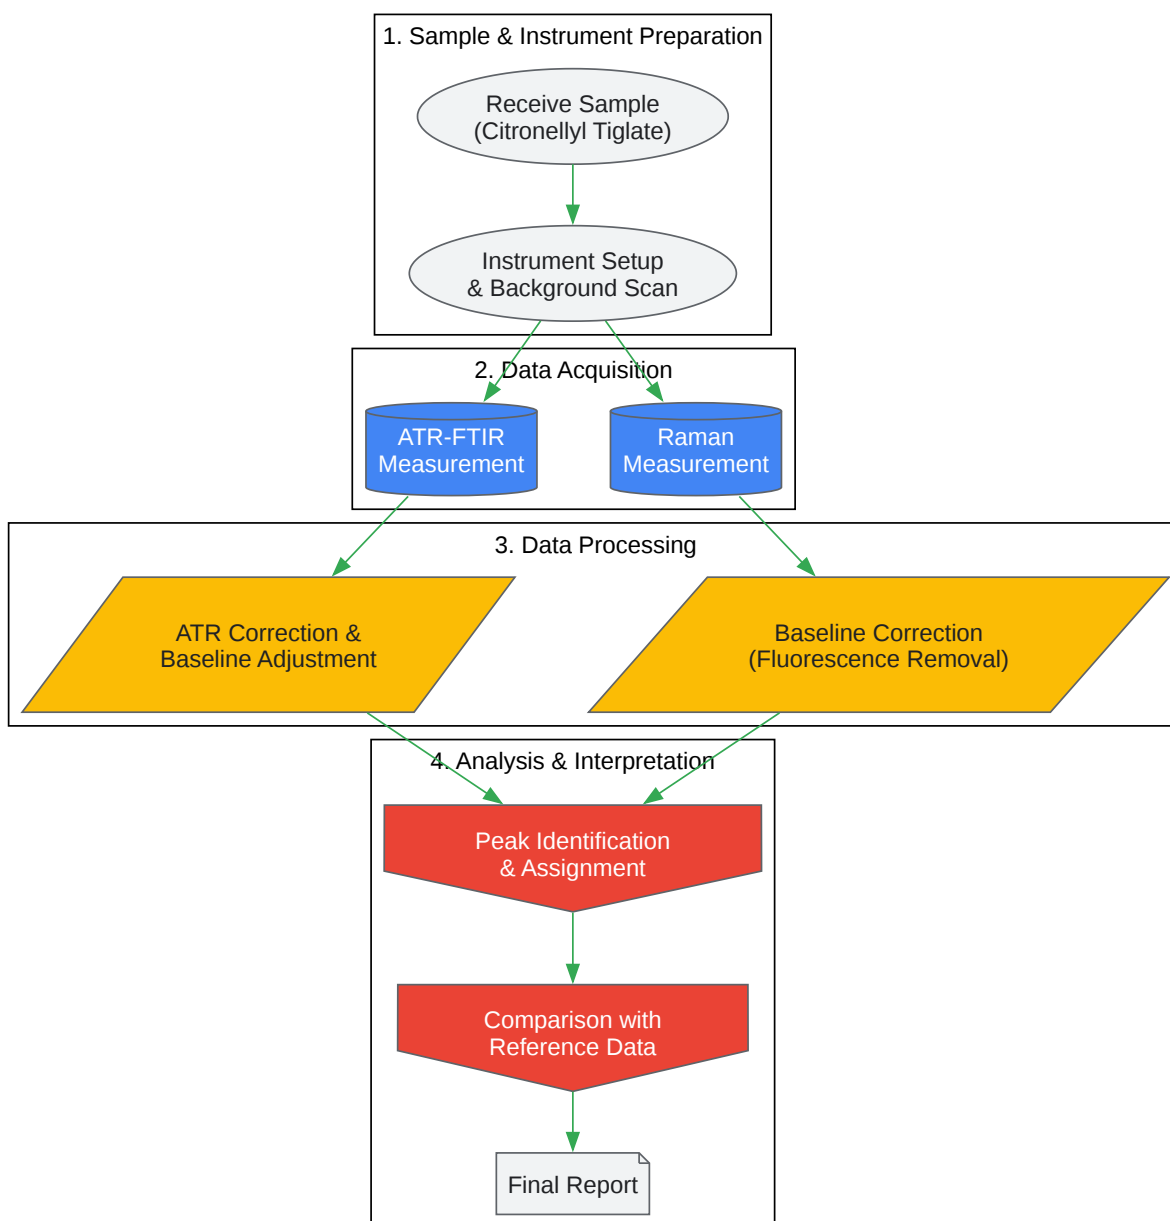 1. Sample & Instrument Preparation
Receive Sample
(Citronellyl Tiglate)
Instrument Setup
& Background Scan
2. Data Acquisition
ATR-FTIR
Measurement
Raman
Measurement
3. Data Processing
ATR Correction &
Baseline Adjustment
Baseline Correction
(Fluorescence Removal)
4. Analysis & Interpretation
Peak Identification
& Assignment
Comparison with
Reference Data
Final Report